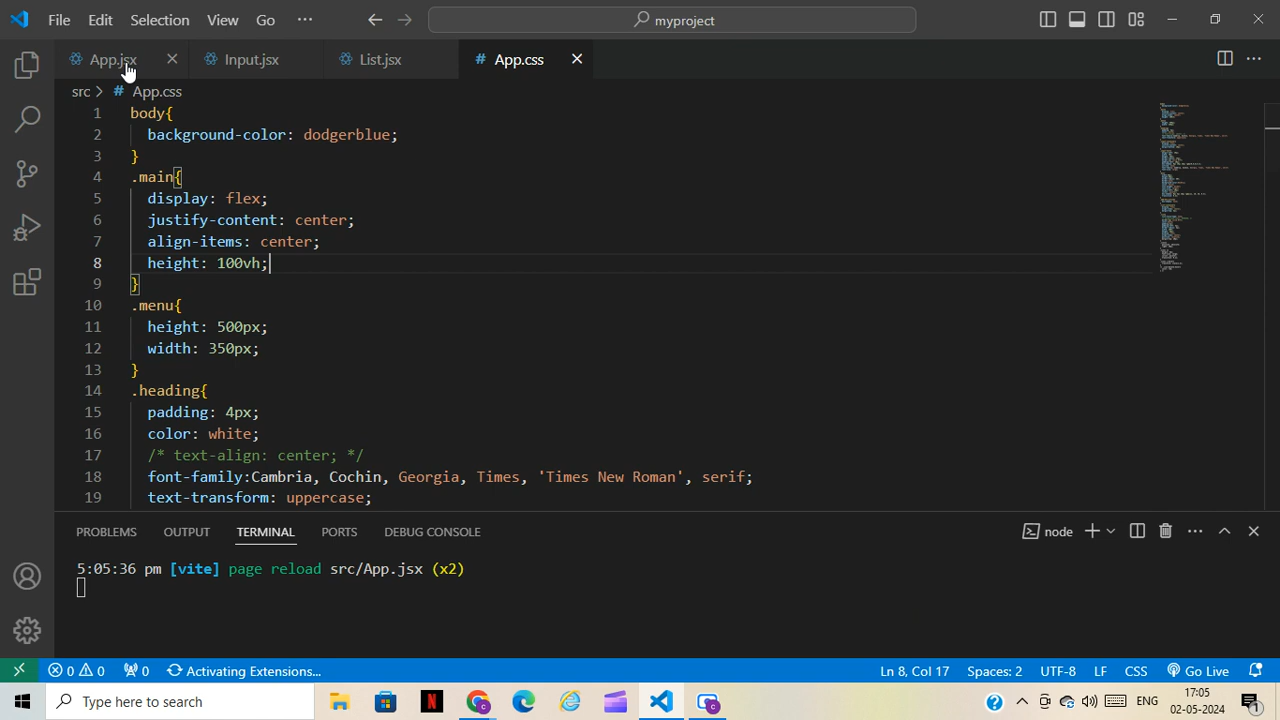 File Edit Selection View Go ··· myproject
App.jsx Input.jsx List.jsx # App.css
src > # App.css
1 body{
2 background-color: dodgerblue;
3 }
4 .main{
5 display: flex;
6 justify-content: center;
7 align-items: center;
8 height: 100vh;
9 }
10 .menu{
11 height: 500px;
12 width: 350px;
13 }
14 .heading{
15 padding: 4px;
16 color: white;
17 /* text-align: center; */
18 font-family:Cambria, Cochin, Georgia, Times, 'Times New Roman', serif;
19 text-transform: uppercase;
PROBLEMS OUTPUT TERMINAL PORTS DEBUG CONSOLE node
5:05:36 pm [vite] page reload src/App.jsx (x2)
0 0 0 Activating Extensions... Ln 8, Col 17 Spaces: 2 UTF-8 LF CSS Go Live
Type here to search ENG 17:05 02-05-2024 1